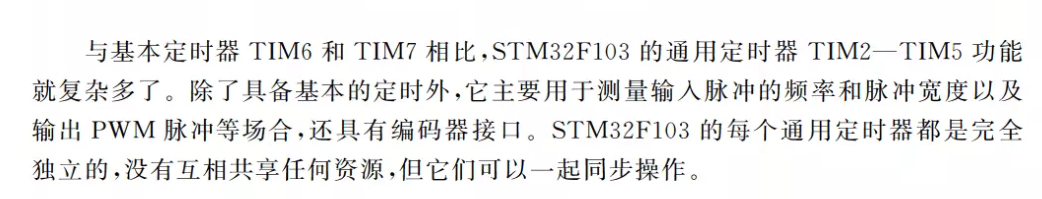 与基本定时器 TIM6 和 TIM7 相比,STM32F103 的通用定时器 TIM2—TIM5 功能
就复杂多了。除了具备基本的定时外,它主要用于测量输入脉冲的频率和脉冲宽度以及
输出 PWM 脉冲等场合,还具有编码器接口。STM32F103 的每个通用定时器都是完全
独立的,没有互相共享任何资源,但它们可以一起同步操作。